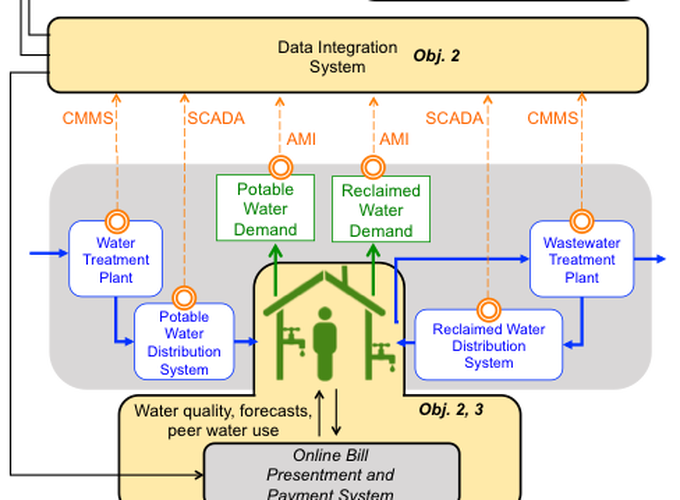 Data Integration
System
Obj. 2
CMMS
SCADA
AMI
AMI
SCADA
CMMS
Potable
Water
Demand
Reclaimed
Water
Demand
Water
Treatment
Plant
Wastewater
Treatment
Plant
Potable
Water
Distribution
System
Reclaimed Water
Distribution
System
Water quality, forecasts,
peer water use
Obj. 2, 3
Online Bill
Presentment and
Payment System